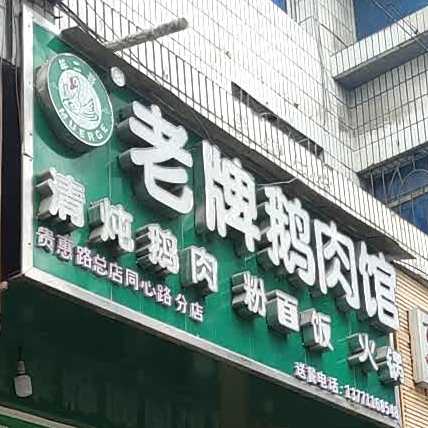 老牌鹅肉馆
清炖鹅肉 粉面饭 火锅
贵惠路总店同心路分店
送餐电话: